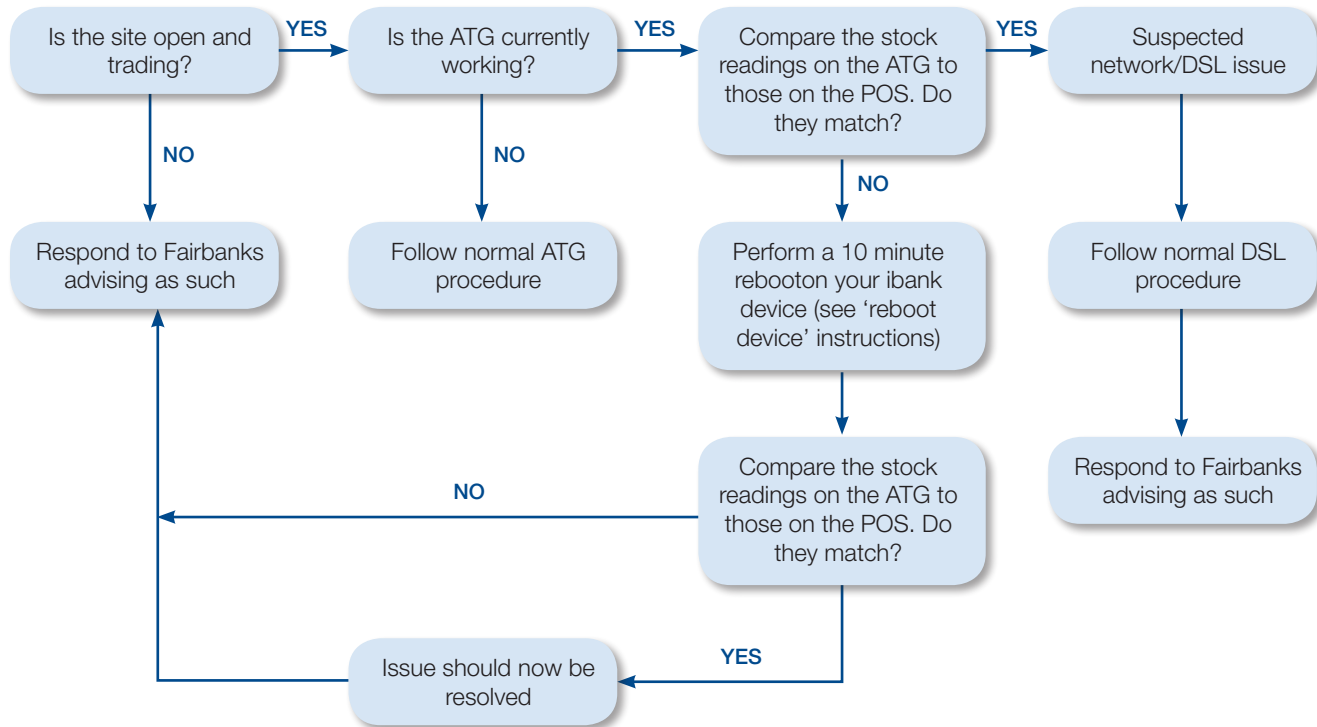 Is the site open and
trading?
YES
Is the ATG currently
working?
YES
Compare the stock
readings on the ATG to
those on the POS. Do
they match?
YES
Suspected
network/DSL issue
NO
NO
NO
Respond to Fairbanks
advising as such
Follow normal ATG
procedure
Perform a 10 minute
rebooton your ibank
device (see ‘reboot
device’ instructions)
Follow normal DSL
procedure
NO
Compare the stock
readings on the ATG to
those on the POS. Do
they match?
Respond to Fairbanks
advising as such
YES
Issue should now be
resolved